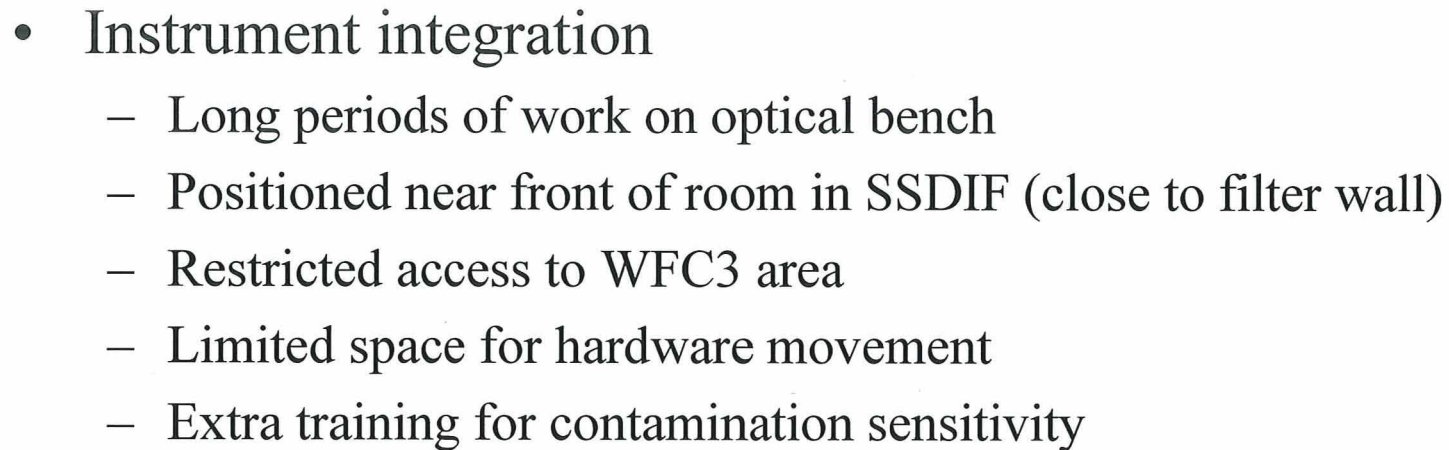 • Instrument integration
– Long periods of work on optical bench
– Positioned near front of room in SSDIF (close to filter wall)
– Restricted access to WFC3 area
– Limited space for hardware movement
– Extra training for contamination sensitivity